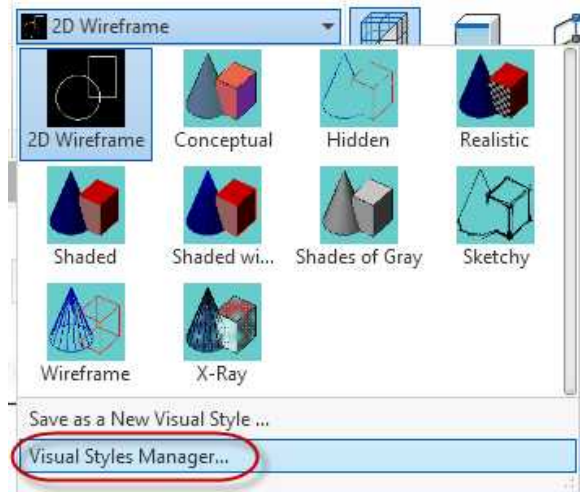 2D Wireframe
2D Wireframe Conceptual Hidden Realistic
Shaded Shaded wi... Shades of Gray Sketchy
Wireframe X-Ray
Save as a New Visual Style ...
Visual Styles Manager...